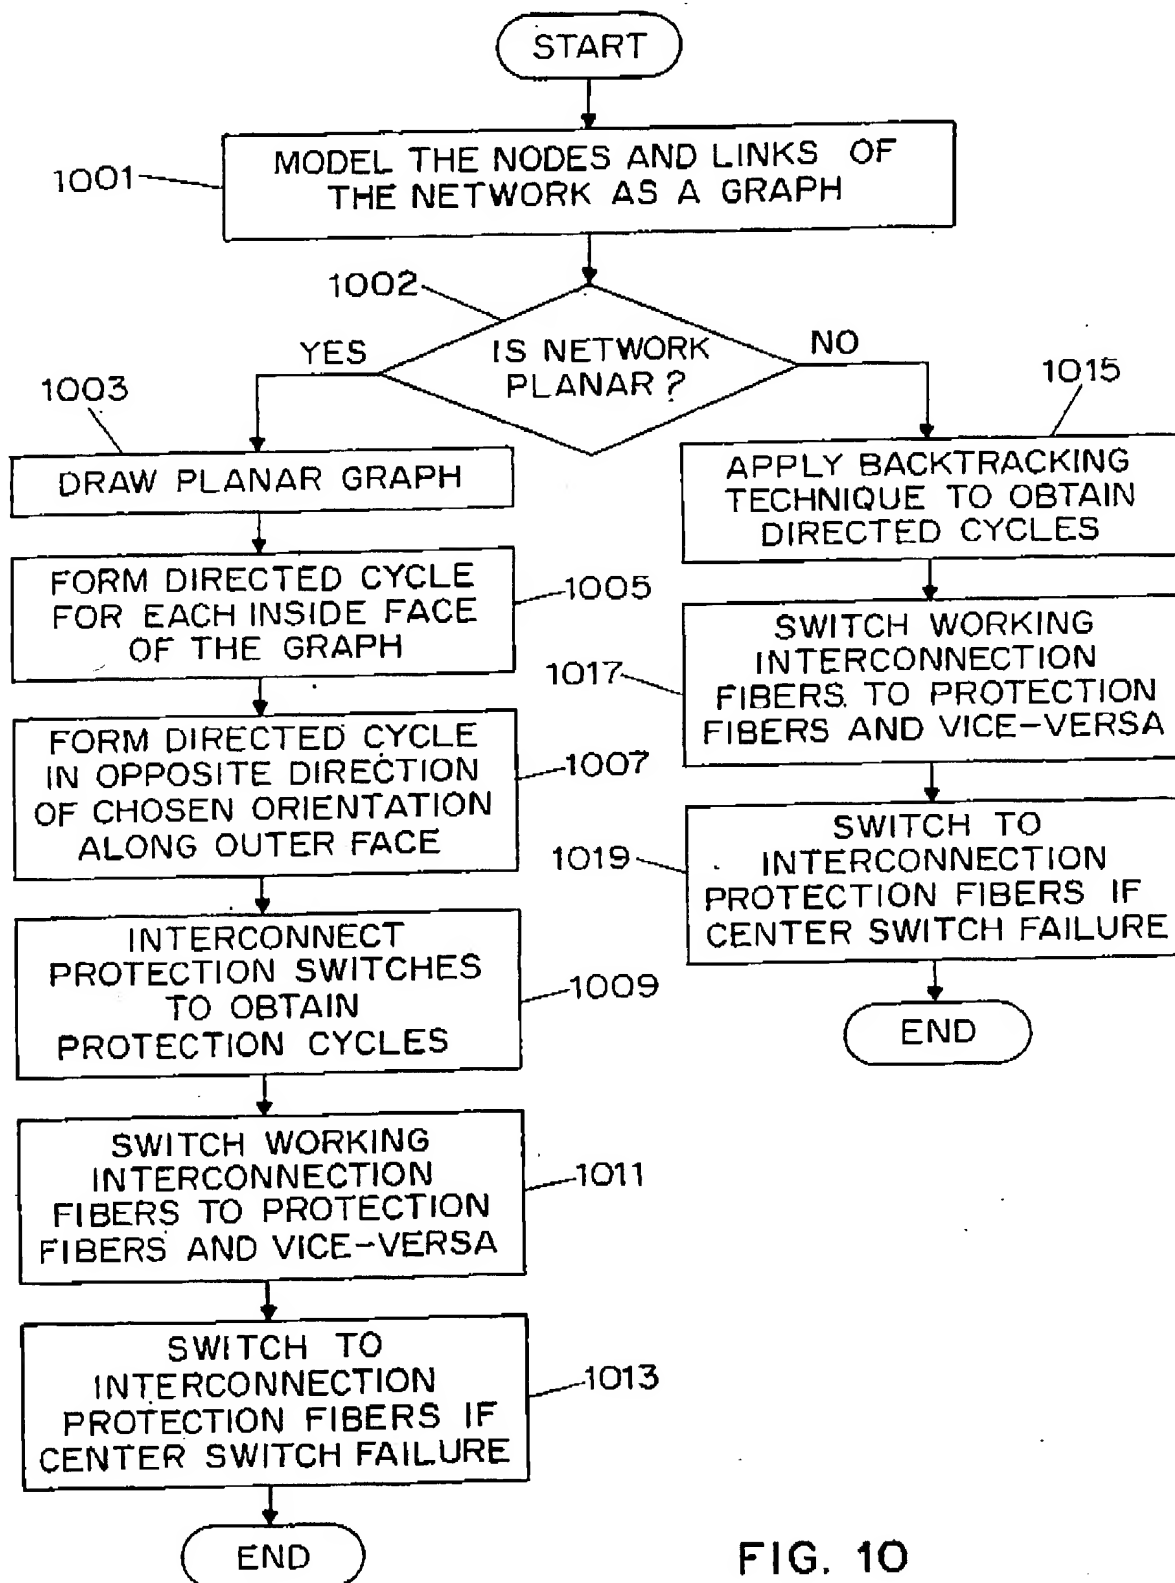 START
1001
MODEL THE NODES AND LINKS OF
THE NETWORK AS A GRAPH
1002
IS NETWORK
PLANAR?
YES
NO
1003
DRAW PLANAR GRAPH
FORM DIRECTED CYCLE
FOR EACH INSIDE FACE
OF THE GRAPH
1005
FORM DIRECTED CYCLE
IN OPPOSITE DIRECTION
OF CHOSEN ORIENTATION
ALONG OUTER FACE
1007
INTERCONNECT
PROTECTION SWITCHES
TO OBTAIN
PROTECTION CYCLES
1009
SWITCH WORKING
INTERCONNECTION
FIBERS TO PROTECTION
FIBERS AND VICE-VERSA
1011
SWITCH TO
INTERCONNECTION
PROTECTION FIBERS IF
CENTER SWITCH FAILURE
1013
END
1015
APPLY BACKTRACKING
TECHNIQUE TO OBTAIN
DIRECTED CYCLES
1017
SWITCH WORKING
INTERCONNECTION
FIBERS TO PROTECTION
FIBERS AND VICE-VERSA
1019
SWITCH TO
INTERCONNECTION
PROTECTION FIBERS IF
CENTER SWITCH FAILURE
END
FIG. 10